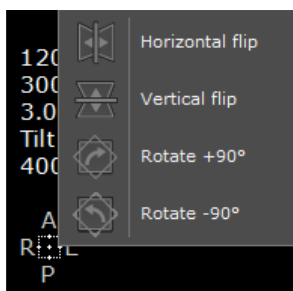 Horizontal flip
120
300
Vertical flip
3.0
Tilt
Rotate +90°
400
Rotate -90°
A
R L
P